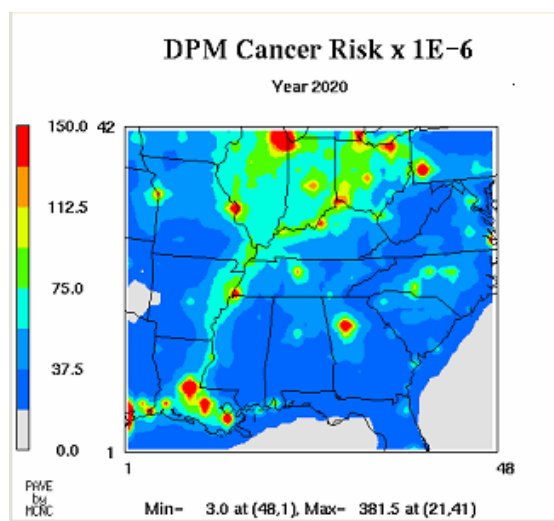 DPM Cancer Risk x 1E-6
Year 2020
150.0
112.5
75.0
37.5
0.0
42
1
1
48
PAVE
by
MCNC
Min= 3.0 at (48,1), Max= 381.5 at (21,41)